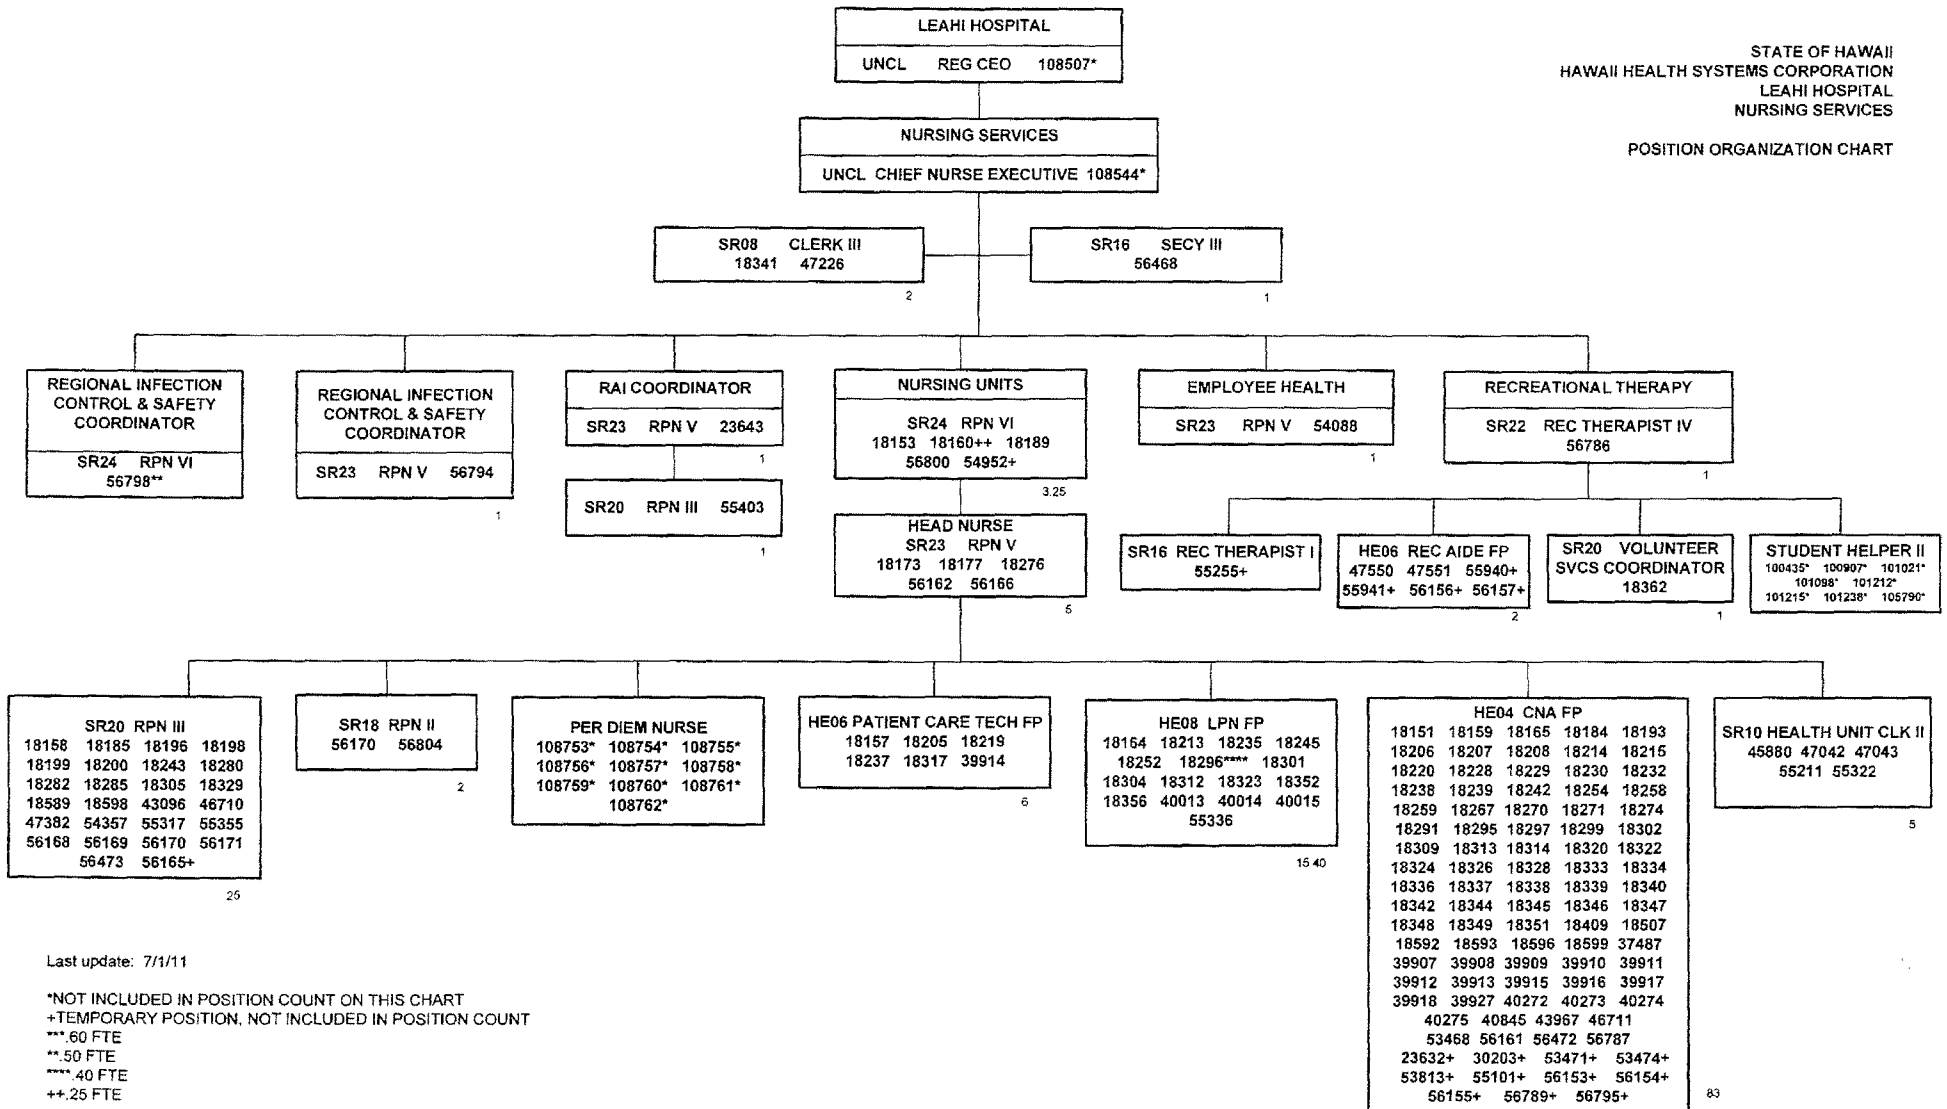 LEAHI HOSPITAL
UNCL REG CEO 108507*
STATE OF HAWAII
HAWAII HEALTH SYSTEMS CORPORATION
LEAHI HOSPITAL
NURSING SERVICES
POSITION ORGANIZATION CHART
NURSING SERVICES
UNCL CHIEF NURSE EXECUTIVE 108544*
SR08 CLERK III
18341 47226
2
SR16 SECY III
56468
1
REGIONAL INFECTION
CONTROL & SAFETY
COORDINATOR
SR24 RPN VI
56798**
REGIONAL INFECTION
CONTROL & SAFETY
COORDINATOR
SR23 RPN V 56794
1
RAI COORDINATOR
SR23 RPN V 23643
1
SR20 RPN III 55403
1
NURSING UNITS
SR24 RPN VI
18153 18160++ 18189
56800 54952+
3.25
HEAD NURSE
SR23 RPN V
18173 18177 18276
56162 56166
5
EMPLOYEE HEALTH
SR23 RPN V 54088
1
RECREATIONAL THERAPY
SR22 REC THERAPIST IV
56786
1
SR16 REC THERAPIST I
55255+
HE06 REC AIDE FP
47550 47551 55940+
55941+ 56156+ 56157+
2
SR20 VOLUNTEER
SVCS COORDINATOR
18362
1
STUDENT HELPER II
100435* 100907* 101021*
101098* 101212*
101215* 101238* 105790*
SR20 RPN III
18158 18185 18196 18198
18199 18200 18243 18280
18282 18285 18305 18329
18589 18598 43096 46710
47382 54357 55317 55355
56168 56169 56170 56171
56473 56165+
25
SR18 RPN II
56170 56804
2
PER DIEM NURSE
108753* 108754* 108755*
108756* 108757* 108758*
108759* 108760* 108761*
108762*
HE06 PATIENT CARE TECH FP
18157 18205 18219
18237 18317 39914
6
HE08 LPN FP
18164 18213 18235 18245
18252 18296**** 18301
18304 18312 18323 18352
18356 40013 40014 40015
55336
15.40
HE04 CNA FP
18151 18159 18165 18184 18193
18206 18207 18208 18214 18215
18220 18228 18229 18230 18232
18238 18239 18242 18254 18258
18259 18267 18270 18271 18274
18291 18295 18297 18299 18302
18309 18313 18314 18320 18322
18324 18326 18328 18333 18334
18336 18337 18338 18339 18340
18342 18344 18345 18346 18347
18348 18349 18351 18409 18507
18592 18593 18596 18599 37487
39907 39908 39909 39910 39911
39912 39913 39915 39916 39917
39918 39927 40272 40273 40274
40275 40845 43967 46711
53468 56161 56472 56787
23632+ 30203+ 53471+ 53474+
53813+ 55101+ 56153+ 56154+
56155+ 56789+ 56795+
83
SR10 HEALTH UNIT CLK II
45880 47042 47043
55211 55322
5
Last update: 7/1/11
*NOT INCLUDED IN POSITION COUNT ON THIS CHART
+TEMPORARY POSITION, NOT INCLUDED IN POSITION COUNT
***.60 FTE
**.50 FTE
****.40 FTE
++.25 FTE